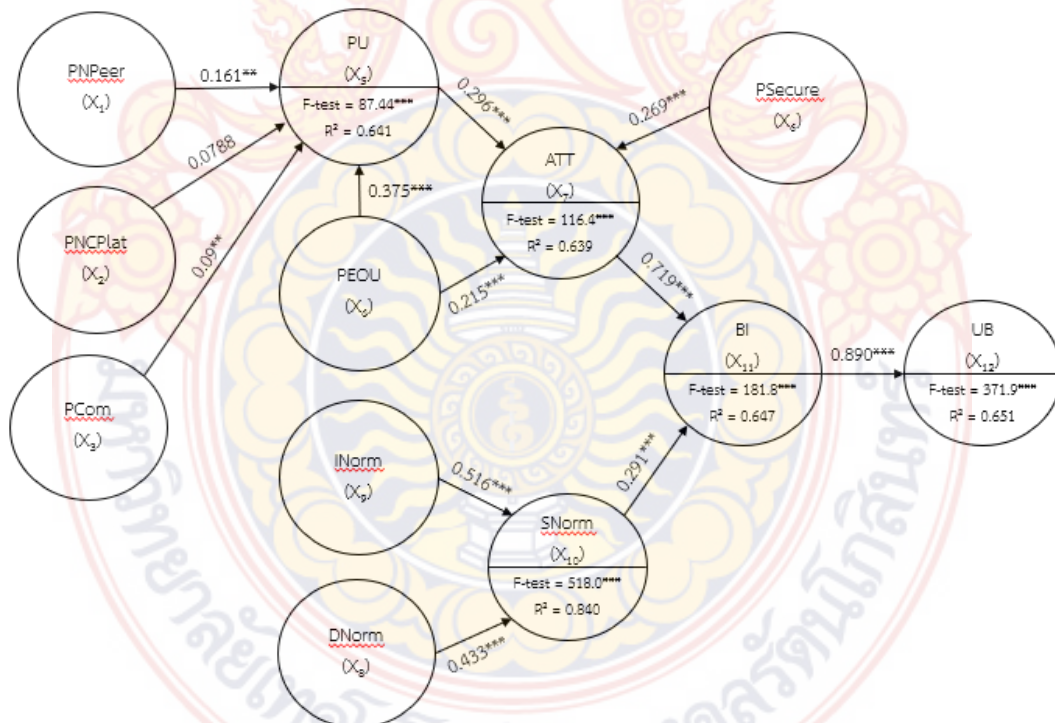 PNPeer
(X₁)
0.161**
PU
(X₅)
F-test = 87.44***
R² = 0.641
0.296***
PSecure
(X₆)
0.269***
PNCPlat
(X₂)
0.0788
0.375***
ATT
(X₇)
F-test = 116.4***
R² = 0.639
PEOU
(X₅)
0.215***
0.09**
PCom
(X₃)
0.719***
BI
(X₁₁)
F-test = 181.8***
R² = 0.647
0.890***
UB
(X₁₂)
F-test = 371.9***
R² = 0.651
INorm
(X₉)
0.516***
0.291***
SNorm
(X₁₀)
F-test = 518.0***
R² = 0.840
DNorm
(X₈)
0.433***